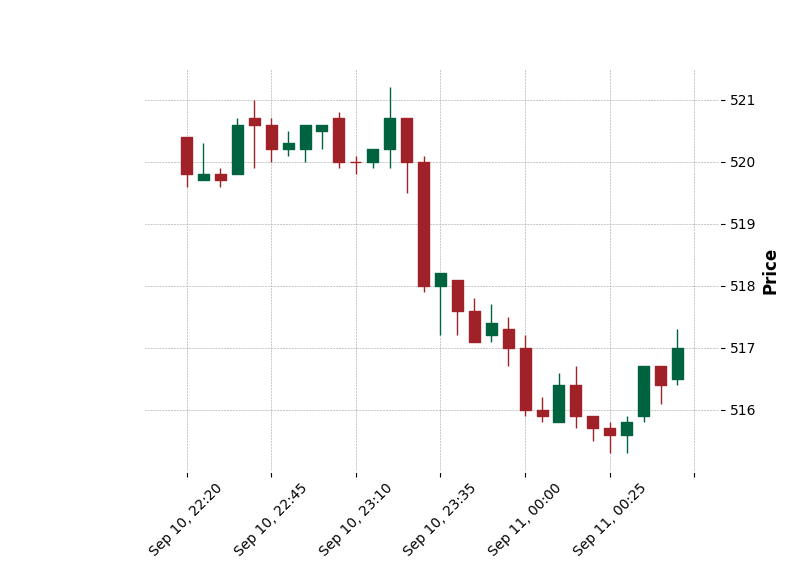 521
520
519
518
517
516
Price
Sep 10, 22:20
Sep 10, 22:45
Sep 10, 23:10
Sep 10, 23:35
Sep 11, 00:00
Sep 11, 00:25